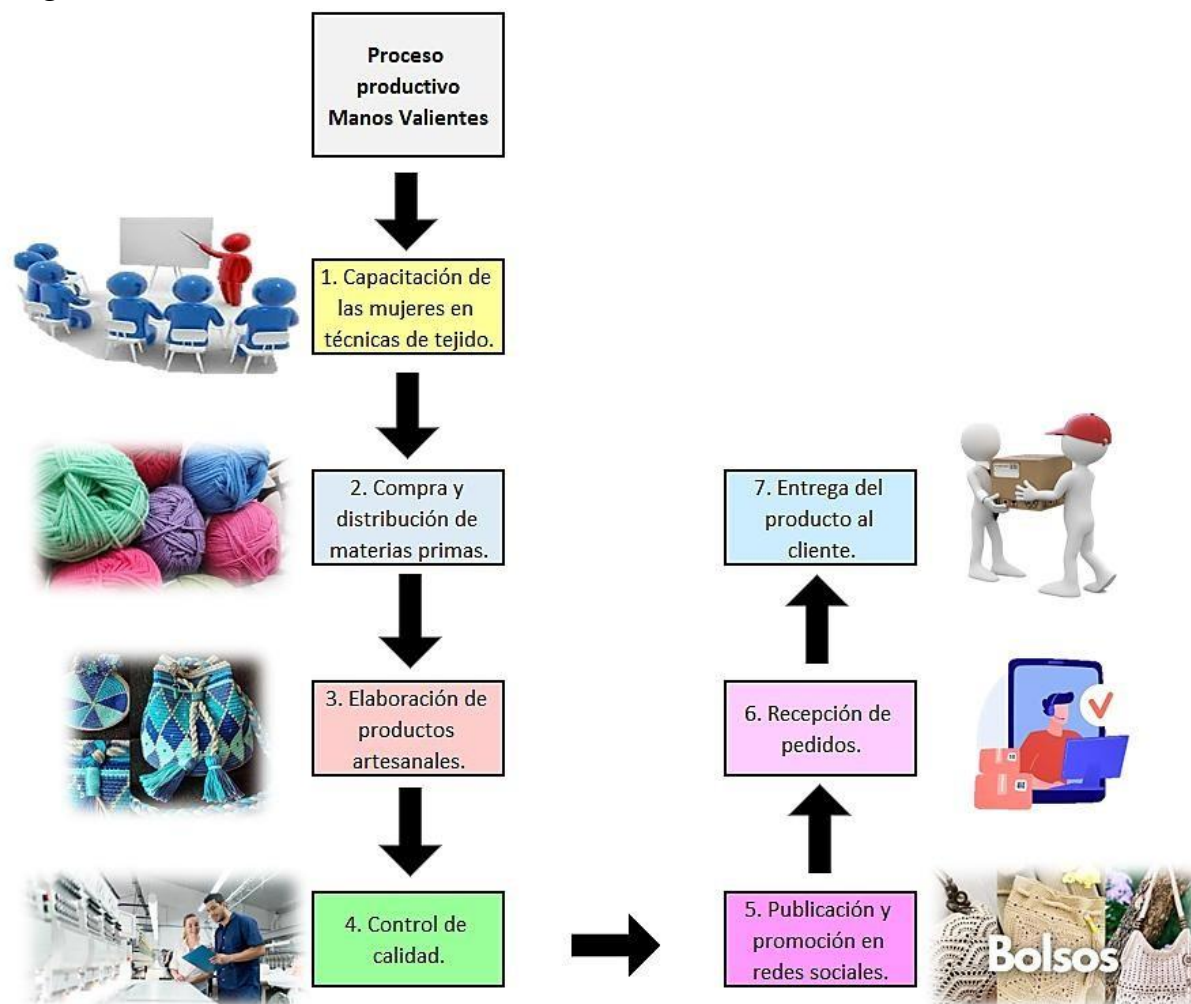 Proceso
productivo
Manos Valientes
1. Capacitación de
las mujeres en
técnicas de tejido.
2. Compra y
distribución de
materias primas.
3. Elaboración de
productos
artesanales.
4. Control de
calidad.
5. Publicación y
promoción en
redes sociales.
Bolsos
6. Recepción de
pedidos.
7. Entrega del
producto al
cliente.